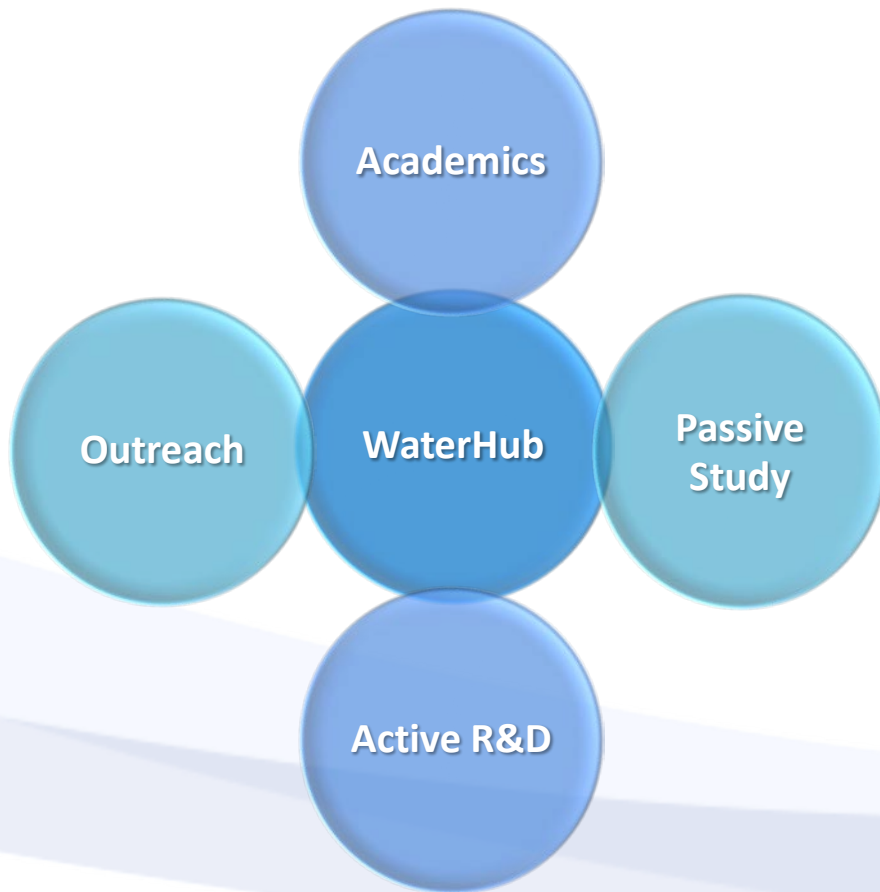 Academics
Outreach
WaterHub
Passive
Study
Active R&D